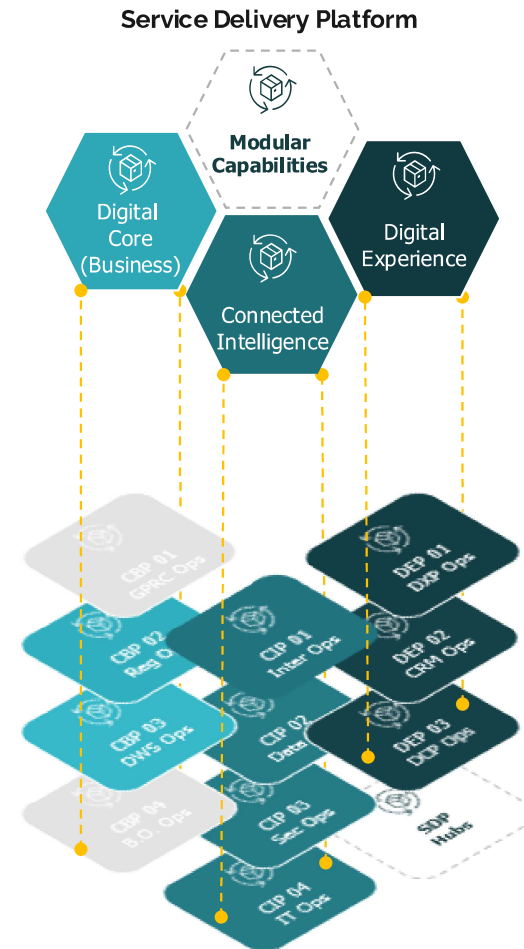 Service Delivery Platform
Modular
Capabilities
Digital
Core
(Business)
Digital
Experience
Connected
Intelligence
CBP 01
GPRC Ops
DEP 01
DXP Ops
CBP 02
Reg O
CIP 01
Inter Ops
DEP 02
CRM Ops
CBP 03
DWS Ops
CIP 02
Data
DEP 03
DCP Ops
CBP 04
B.O. Ops
CIP 03
Sec Ops
SDP
Hubs
CIP 04
IT Ops